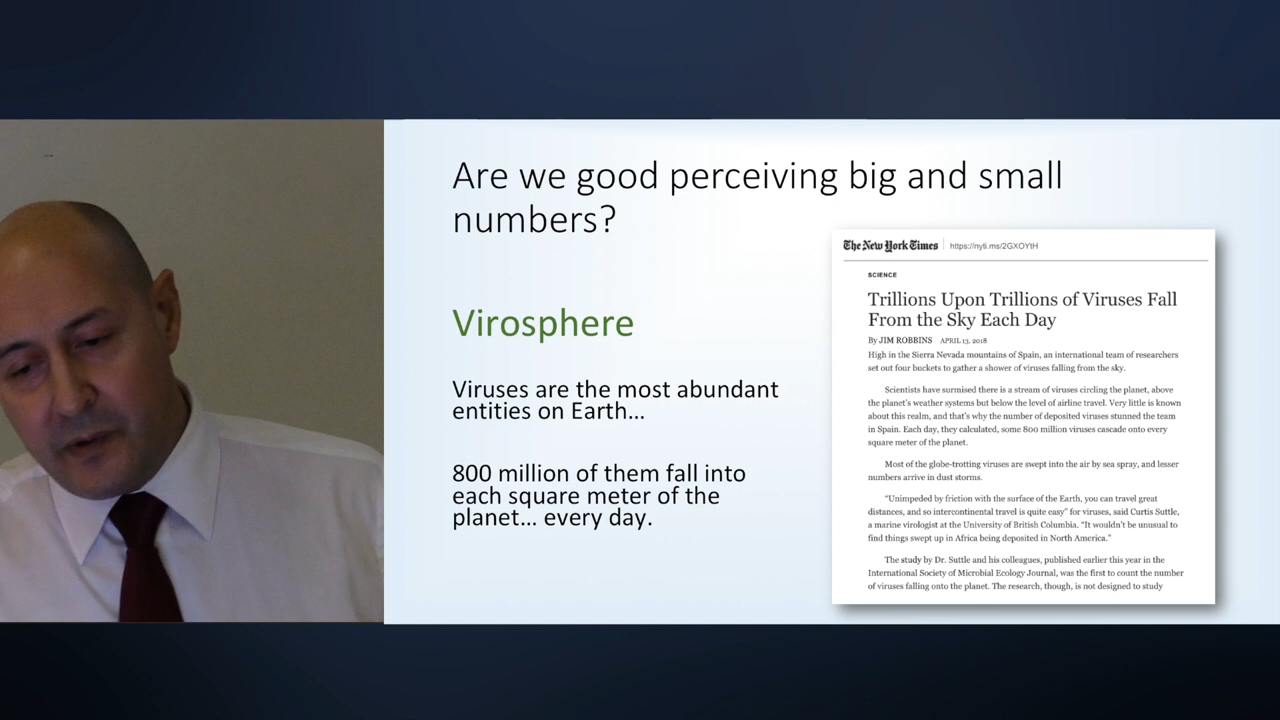 Are we good perceiving big and small
numbers?
Virosphere
Viruses are the most abundant
entities on Earth...
800 million of them fall into
each square meter of the
planet... every day.
The New York Times https://nyti.ms/2GXOYtH
SCIENCE
Trillions Upon Trillions of Viruses Fall
From the Sky Each Day
By JIM ROBBINS APRIL 13, 2018
High in the Sierra Nevada mountains of Spain, an international team of researchers
set out four buckets to gather a shower of viruses falling from the sky.
Scientists have surmised there is a stream of viruses circling the planet, above
the planet's weather systems but below the level of airline travel. Very little is known
about this realm, and that's why the number of deposited viruses stunned the team
in Spain. Each day, they calculated, some 800 million viruses cascade onto every
square meter of the planet.
Most of the globe-trotting viruses are swept into the air by sea spray, and lesser
numbers arrive in dust storms.
“Unimpeded by friction with the surface of the Earth, you can travel great
distances, and so intercontinental travel is quite easy” for viruses, said Curtis Suttle,
a marine virologist at the University of British Columbia. “It wouldn't be unusual to
find things swept up in Africa being deposited in North America.”
The study by Dr. Suttle and his colleagues, published earlier this year in the
International Society of Microbial Ecology Journal, was the first to count the number
of viruses falling onto the planet. The research, though, is not designed to study